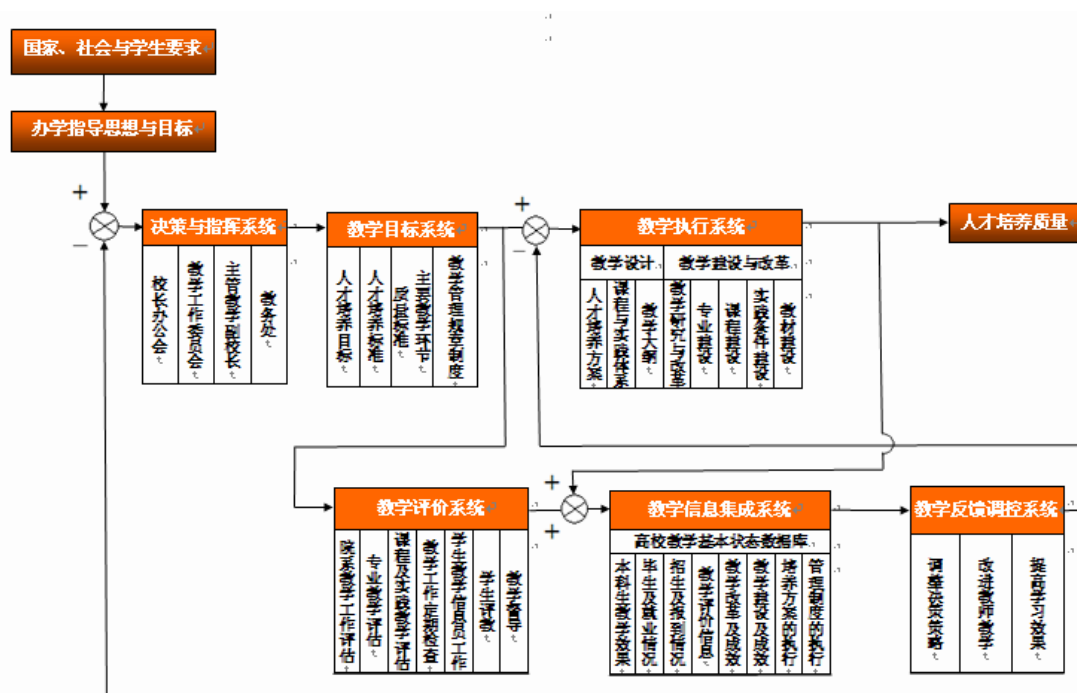 国家、社会与学生要求
办学指导思想与目标
+
−
决策与指挥系统
校长办公会
教学工作委员会
主管教学副校长
教务处
教学目标系统
人才培养目标
人才培养标准
主要教学环节
质量标准
教学管理规章制度
+
−
教学执行系统
教学设计
教学建设与改革
人才培养方案
课程与实践体系
教学大纲
教学研究与改革
专业建设
课程建设
实践条件建设
教材建设
人才培养质量
教学评价系统
院系教学工作评估
专业教学评估
课程及实践教学评估
教学工作定期检查
学生教学信息员工作
学生评教
教学督导
+
+
教学信息集成系统
高校教学基本状态数据库
本科生教学效果
毕生及就业情况
招生及报到情况
教学评价信息
教学改革及成效
教学建设及成效
培养方案的执行
管理制度的执行
教学反馈调控系统
调整决策策略
改进教师教学
提高学习效果